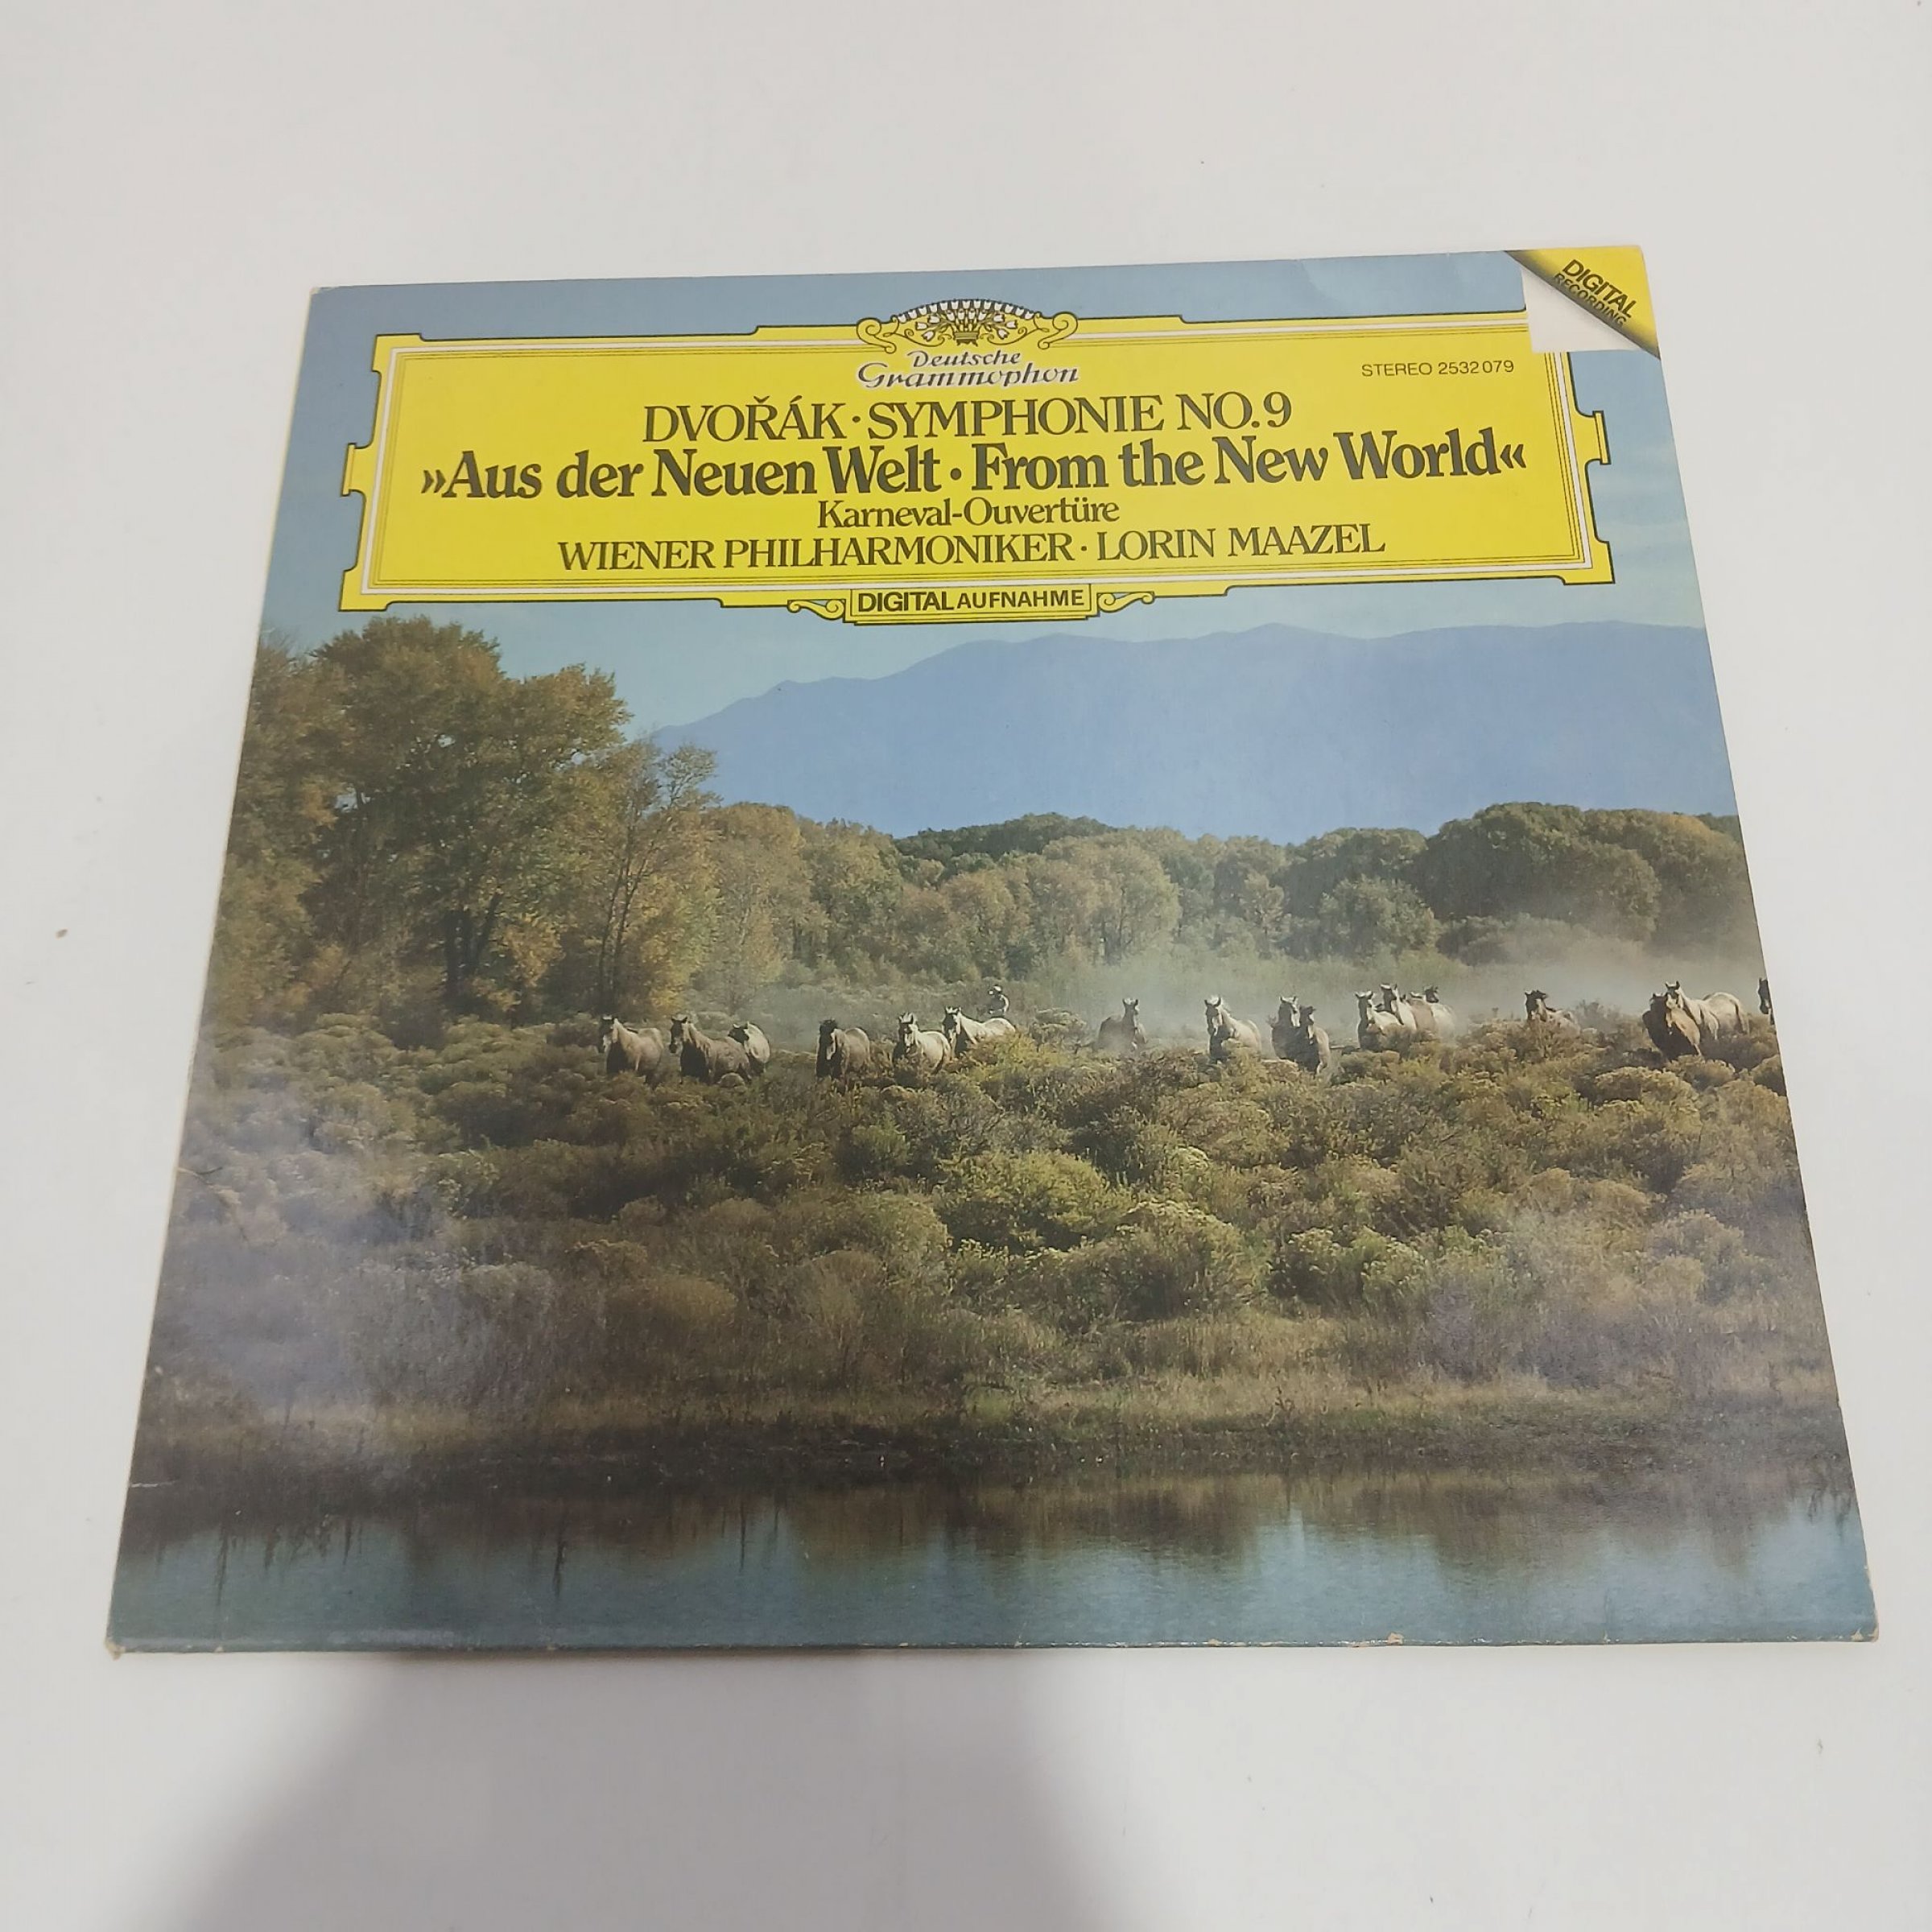 DIGITAL
RECORDING
Deutsche
Grammophon
STEREO 2532 079
DVOŘÁK · SYMPHONIE NO. 9
»Aus der Neuen Welt · From the New World«
Karneval-Ouvertüre
WIENER PHILHARMONIKER · LORIN MAAZEL
DIGITAL AUFNAHME